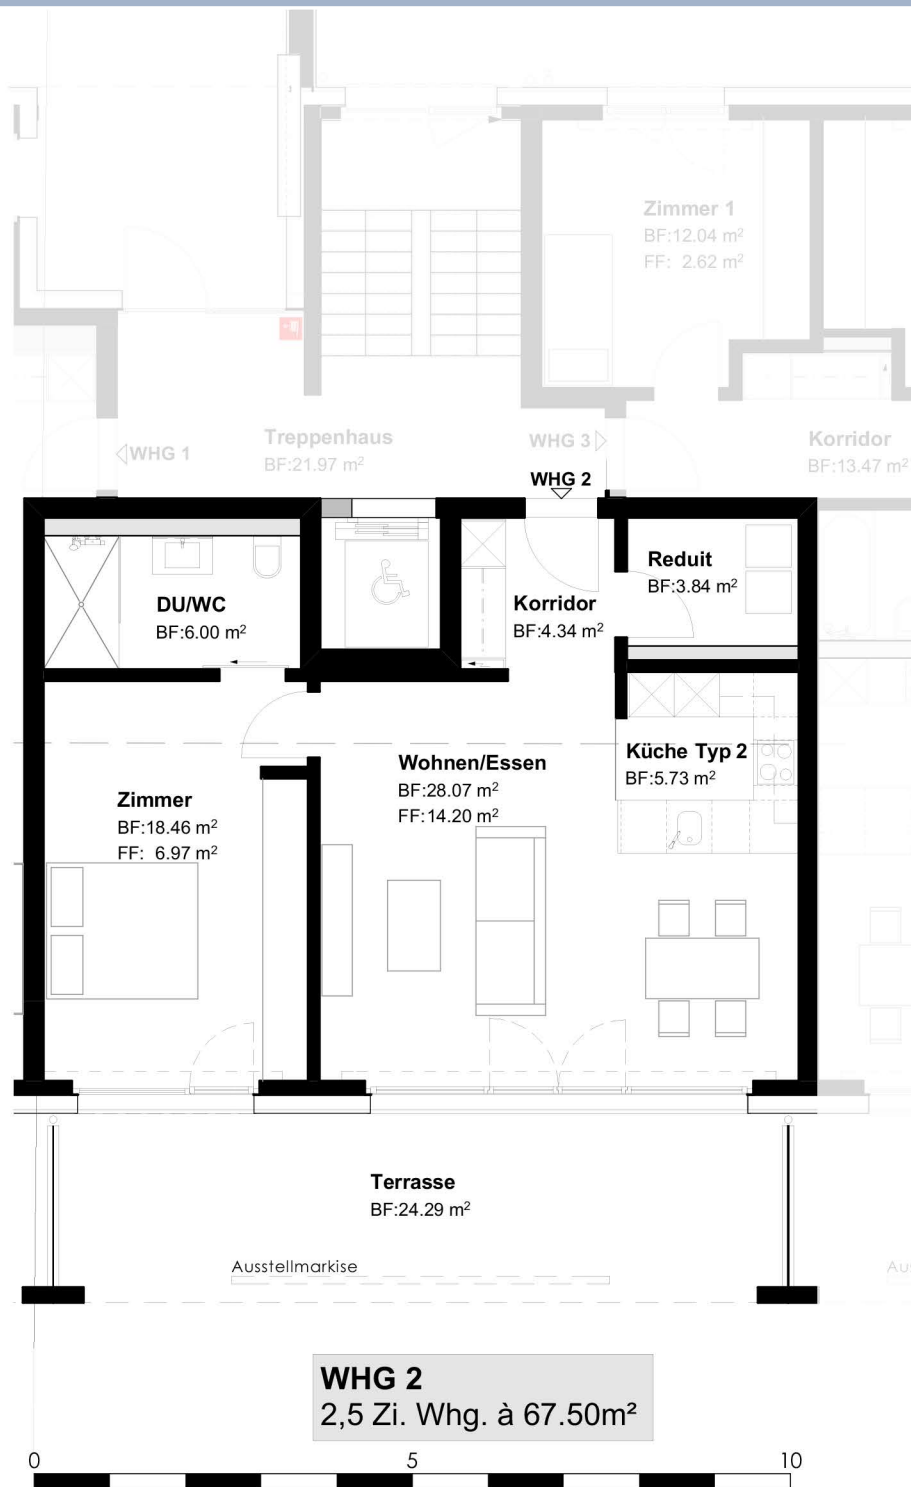 Zimmer 1
BF:12.04 m²
FF: 2.62 m²
WHG 1
Treppenhaus
BF:21.97 m²
WHG 3
Korridor
BF:13.47 m²
WHG 2
DU/WC
BF:6.00 m²
Korridor
BF:4.34 m²
Reduit
BF:3.84 m²
Küche Typ 2
BF:5.73 m²
Wohnen/Essen
BF:28.07 m²
FF:14.20 m²
Zimmer
BF:18.46 m²
FF: 6.97 m²
Terrasse
BF:24.29 m²
Ausstellmarkise
Aus
WHG 2
2,5 Zi. Whg. à 67.50m²
0 5 10